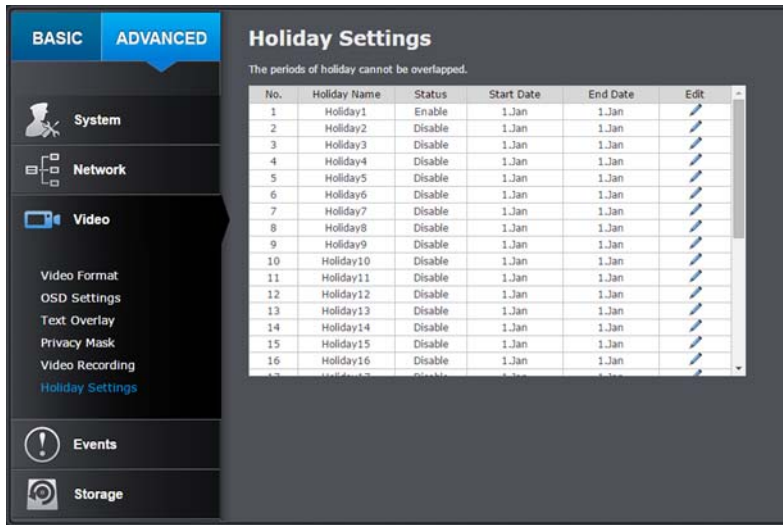 BASIC ADVANCED
System
Network
Video
Video Format
OSD Settings
Text Overlay
Privacy Mask
Video Recording
Holiday Settings
Events
Storage
Holiday Settings
The periods of holiday cannot be overlapped.
No. Holiday Name Status Start Date End Date Edit
1 Holiday1 Enable 1.Jan 1.Jan
2 Holiday2 Disable 1.Jan 1.Jan
3 Holiday3 Disable 1.Jan 1.Jan
4 Holiday4 Disable 1.Jan 1.Jan
5 Holiday5 Disable 1.Jan 1.Jan
6 Holiday6 Disable 1.Jan 1.Jan
7 Holiday7 Disable 1.Jan 1.Jan
8 Holiday8 Disable 1.Jan 1.Jan
9 Holiday9 Disable 1.Jan 1.Jan
10 Holiday10 Disable 1.Jan 1.Jan
11 Holiday11 Disable 1.Jan 1.Jan
12 Holiday12 Disable 1.Jan 1.Jan
13 Holiday13 Disable 1.Jan 1.Jan
14 Holiday14 Disable 1.Jan 1.Jan
15 Holiday15 Disable 1.Jan 1.Jan
16 Holiday16 Disable 1.Jan 1.Jan